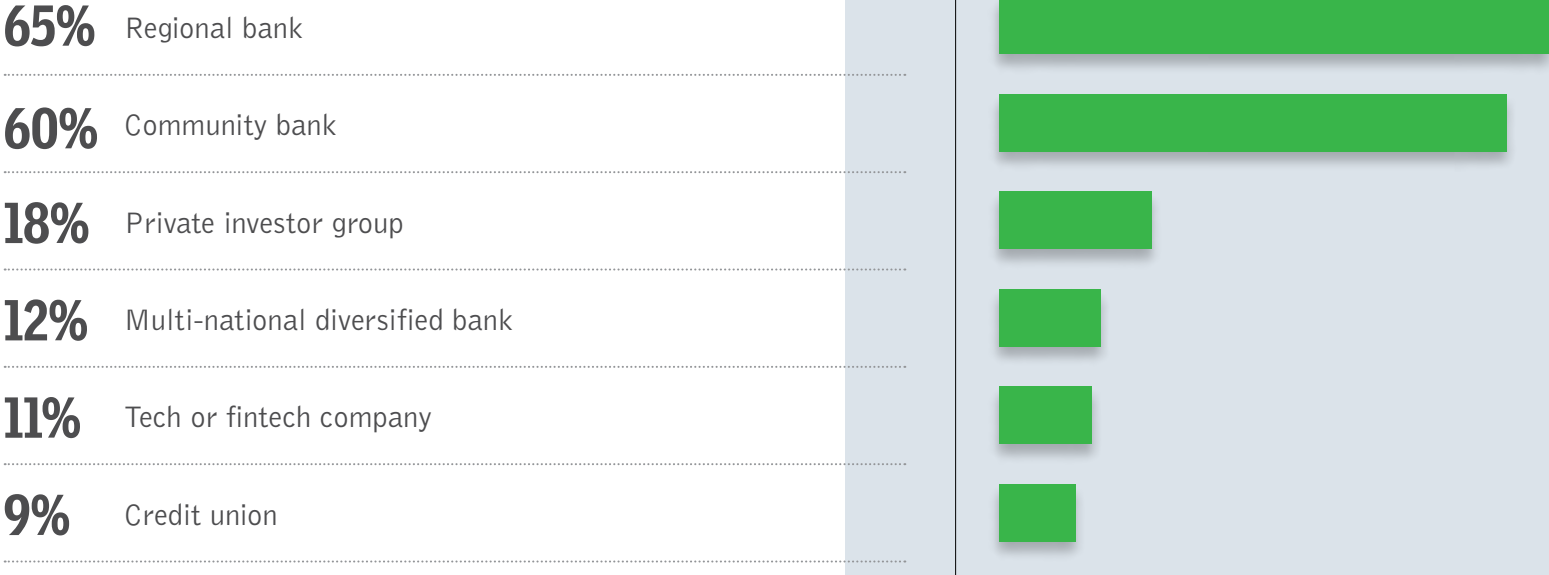 65% Regional bank
60% Community bank
18% Private investor group
12% Multi-national diversified bank
11% Tech or fintech company
9% Credit union